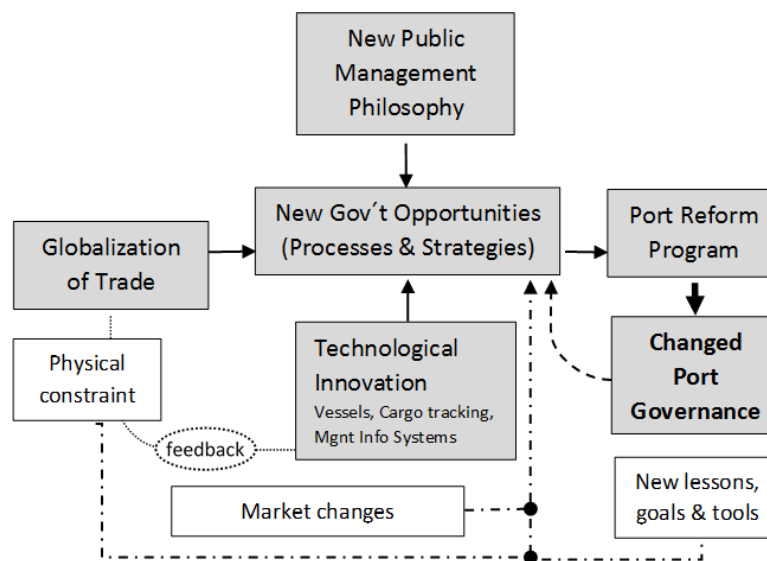 New Public
Management
Philosophy
New Gov´t Opportunities
(Processes & Strategies)
Port Reform
Program
Globalization
of Trade
Technological
Innovation
Vessels, Cargo tracking,
Mgnt Info Systems
Changed
Port
Governance
Physical
constraint
feedback
Market changes
New lessons,
goals & tools